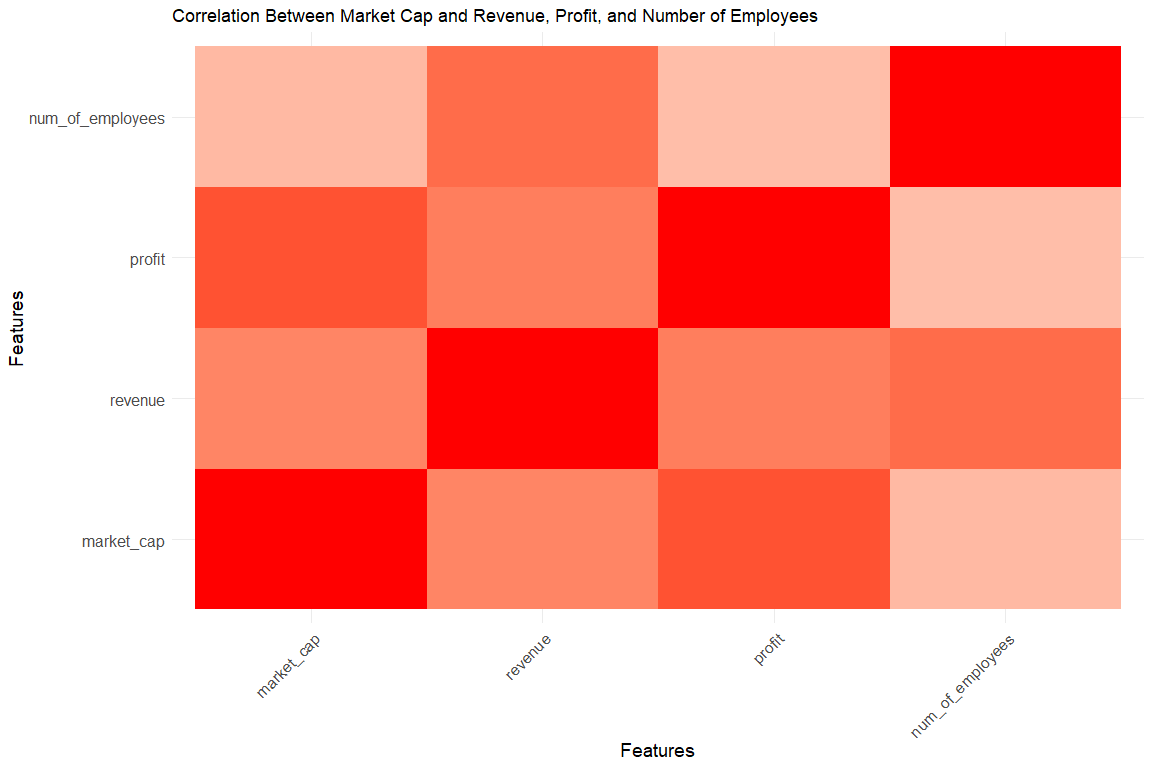 Correlation Between Market Cap and Revenue, Profit, and Number of Employees
num_of_employees
profit
revenue
market_cap
Features
market_cap
revenue
profit
num_of_employees
Features